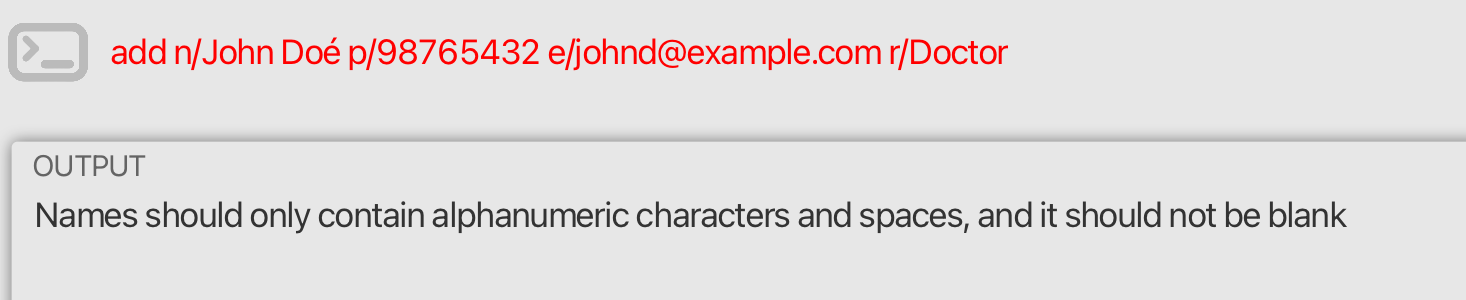 add n/John Doé p/98765432 e/johnd@example.com r/Doctor
OUTPUT
Names should only contain alphanumeric characters and spaces, and it should not be blank